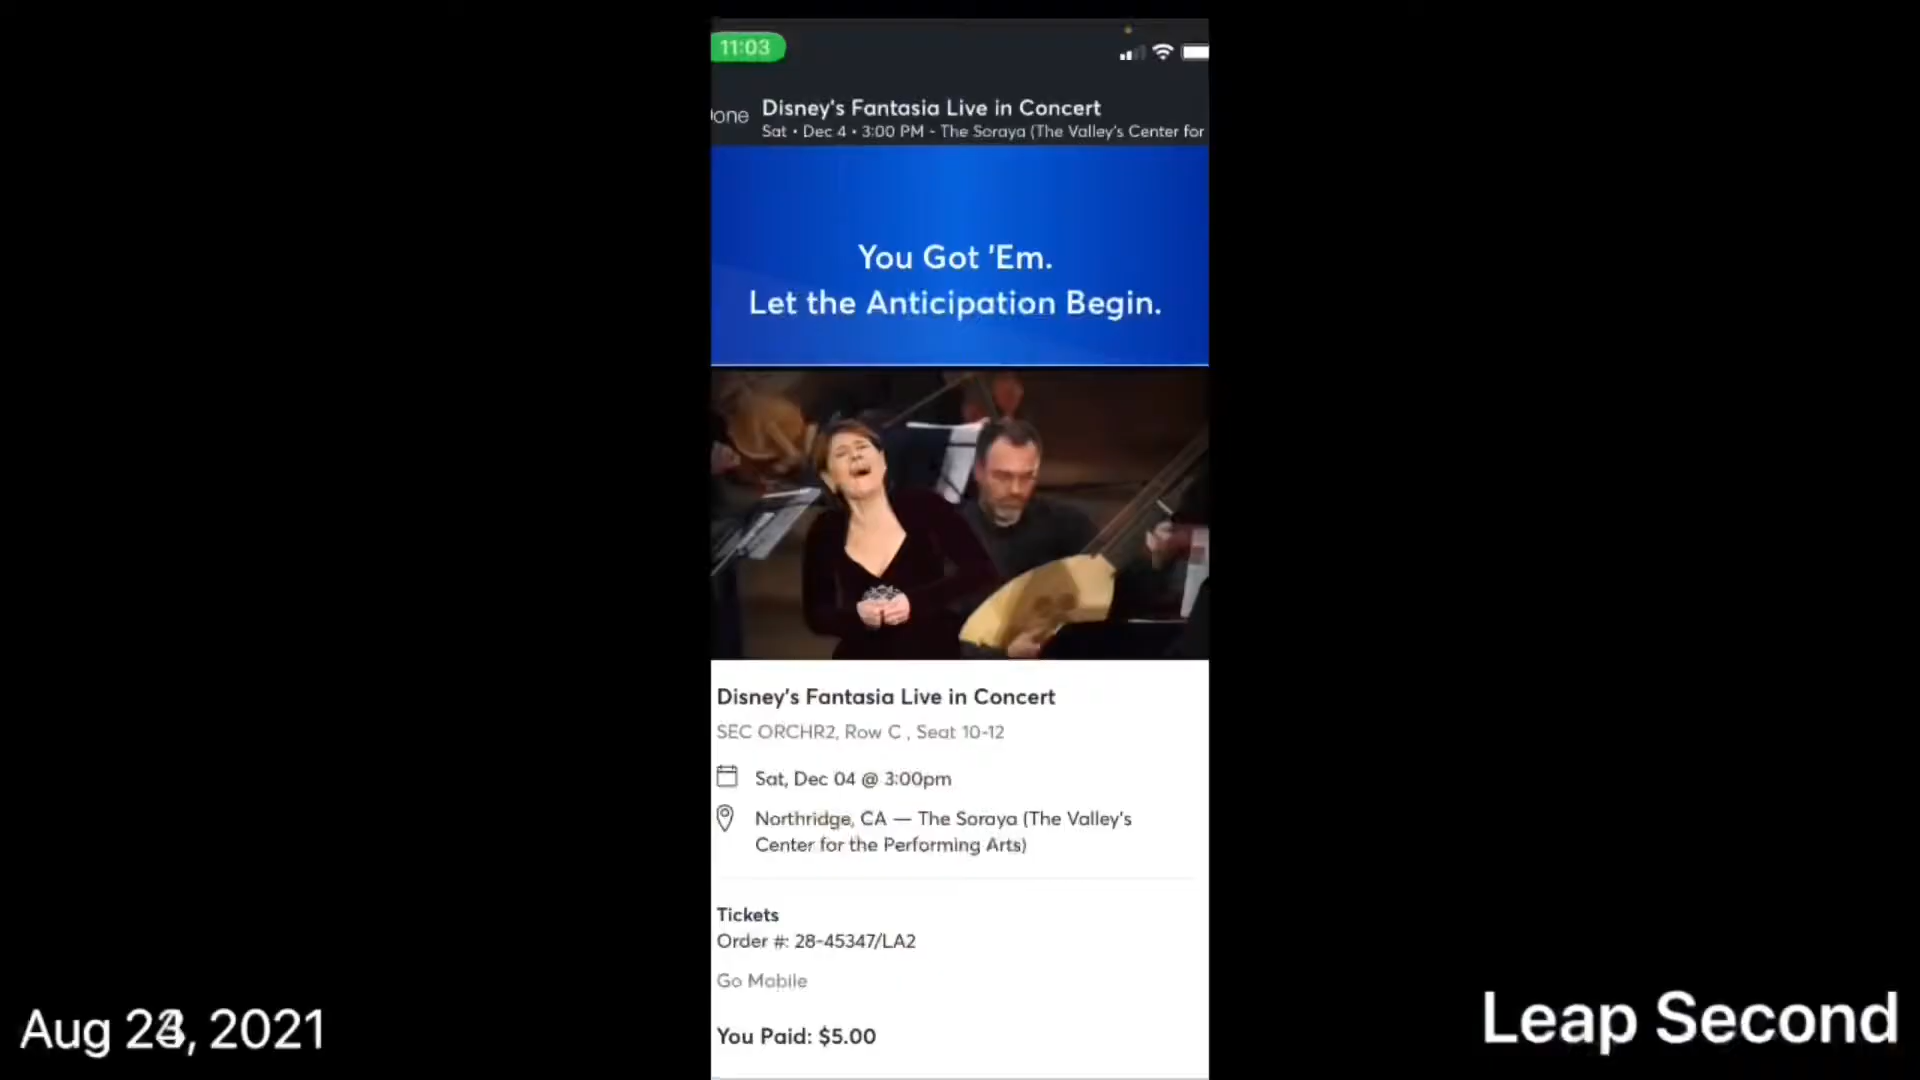 11:03
one
Disney's Fantasia Live in Concert
Sat • Dec 4 • 3:00 PM - The Soraya (The Valley's Center for
You Got 'Em.
Let the Anticipation Begin.
Disney's Fantasia Live in Concert
SEC ORCHR2, Row C , Seat 10-12
Sat, Dec 04 @ 3:00pm
Northridge, CA — The Soraya (The Valley's
Center for the Performing Arts)
Tickets
Order #: 28-45347/LA2
Go Mobile
You Paid: $5.00
Aug 2021
Leap Second